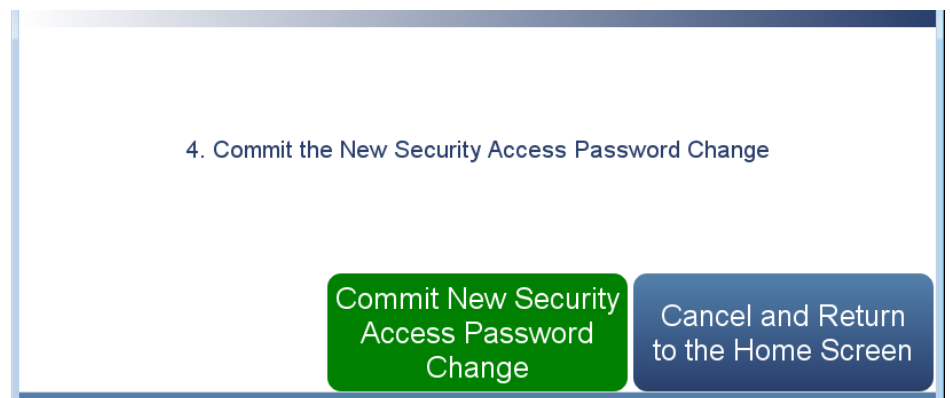 4. Commit the New Security Access Password Change
Commit New Security
Access Password
Change
Cancel and Return
to the Home Screen